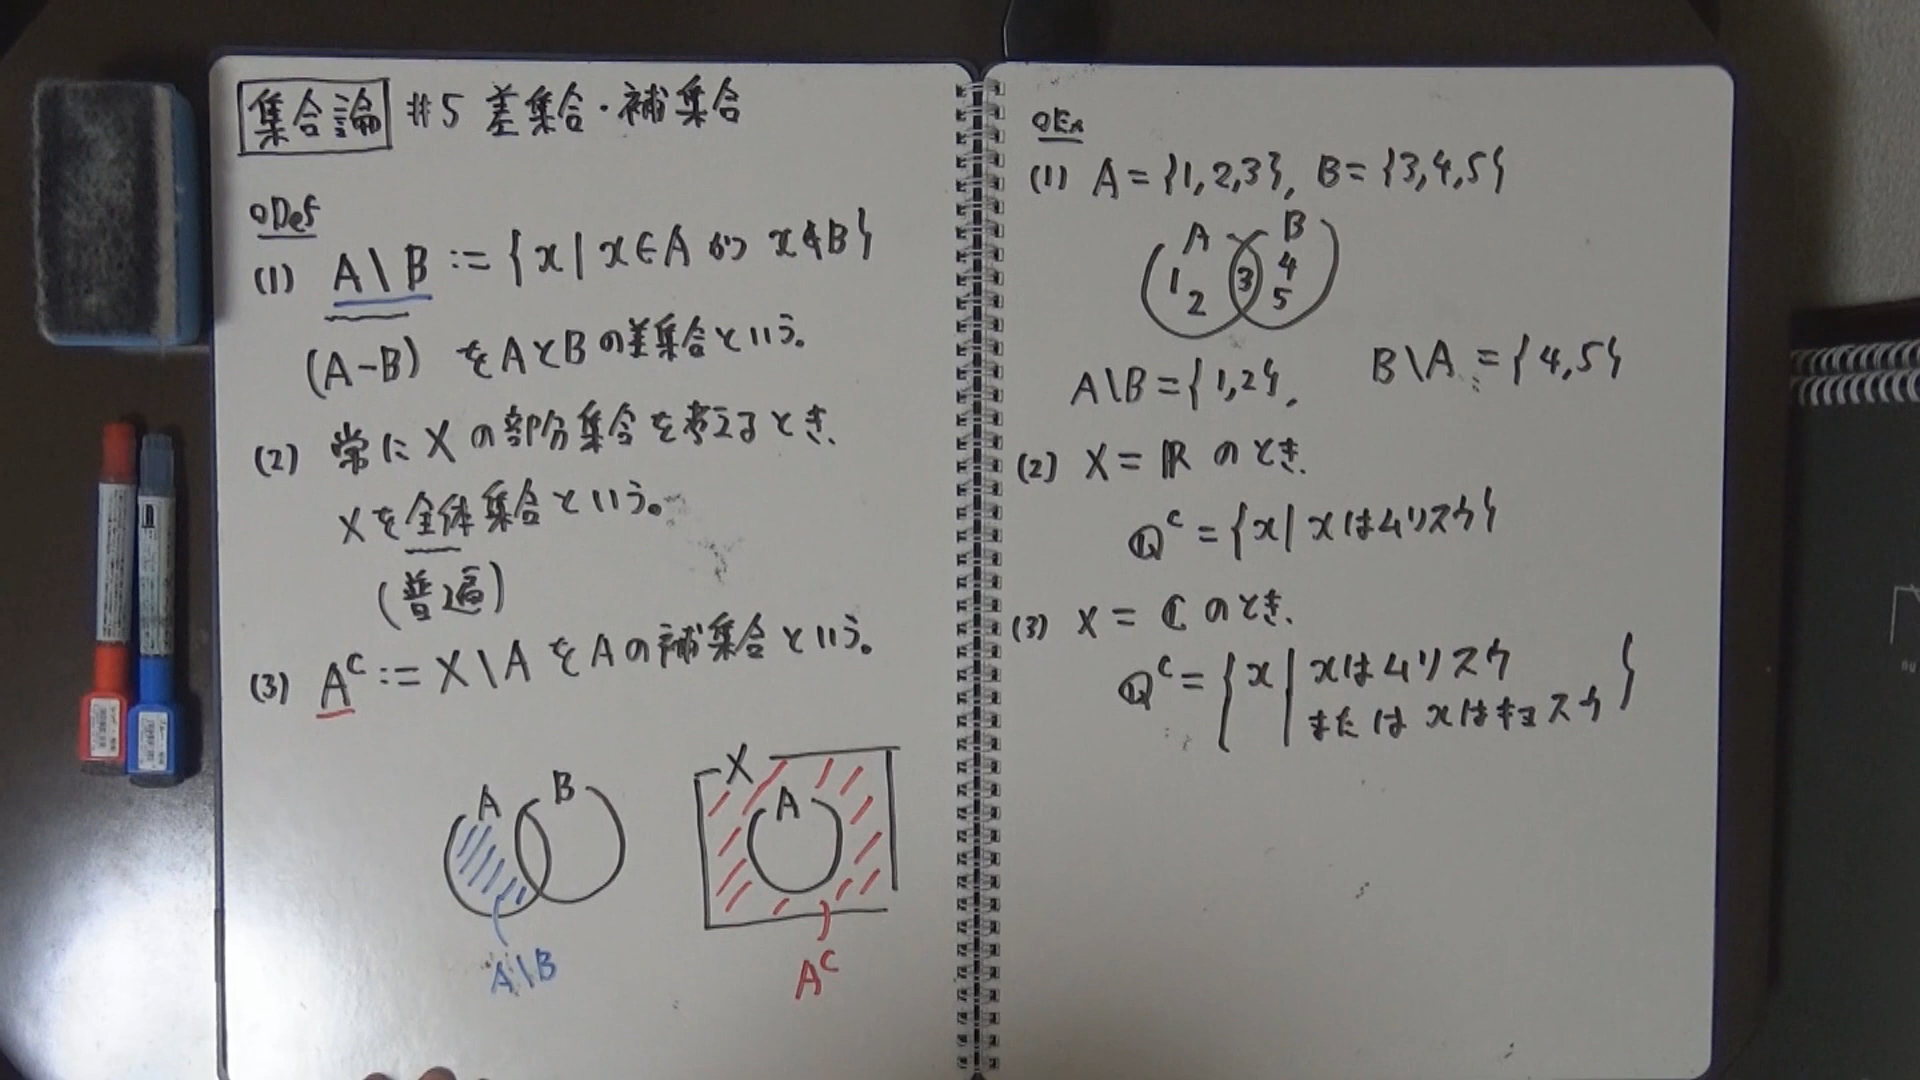 集合論 #5 差集合・補集合
○Def
(1) A\B := {x | x∈A かつ x∉B}
(A-B) をAとBの差集合という。
(2) 常に X の部分集合を考えるとき、
Xを全体集合という。
(普遍)
(3) A^c := X\A をAの補集合という。
A B
A\B
X
A
A^c
○Ex
(1) A={1,2,3}, B={3,4,5}
A B
1 2 3 4 5
A\B={1,2}, B\A={4,5}
(2) X=ℝ のとき、
ℚ^c={x | xはムリスウ}
(3) X=ℂ のとき、
ℚ^c={x | xはムリスウ
または xはキョスウ}